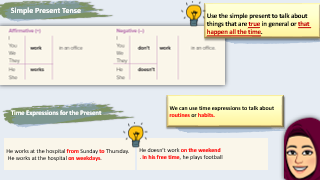 Simple Present Tense
Use the simple present to talk about
things that are true in general or that
happen all the time.
Affirmative (+) Negative (–)
I I
You work in an office You don't work in an office
We We
They They
He works He doesn't
She She
Time Expressions for the Present
We can use time expressions to talk about
routines or habits.
He works at the hospital from Sunday to Thursday.
He works at the hospital on weekdays.
He doesn't work on the weekend
. In his free time, he plays football